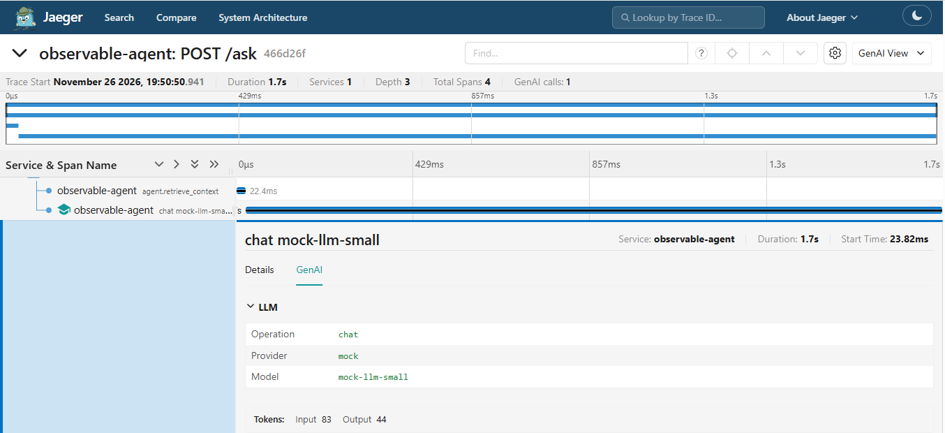 Jaeger Search Compare System Architecture Lookup by Trace ID... About Jaeger
observable-agent: POST /ask 466d26f Find... ? GenAI View
Trace Start November 26 2026, 19:50:50.941 Duration 1.7s Services 1 Depth 3 Total Spans 4 GenAI calls: 1
0μs 429ms 857ms 1.3s 1.7s
Service & Span Name 0μs 429ms 857ms 1.3s 1.7s
observable-agent agent.retrieve_context 22.4ms
observable-agent chat mock-llm-sma... s
chat mock-llm-small Service: observable-agent Duration: 1.7s Start Time: 23.82ms
Details GenAI
LLM
Operation chat
Provider mock
Model mock-llm-small
Tokens: Input 83 Output 44